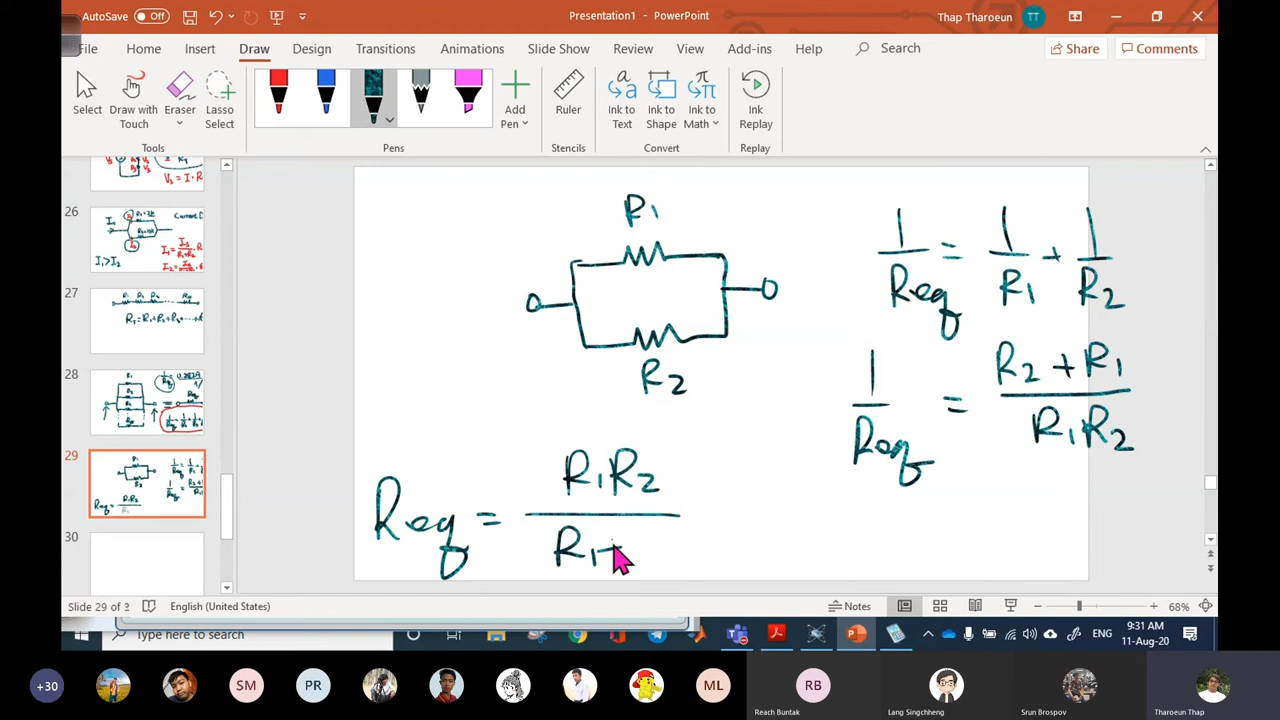 AutoSave Off
Presentation1 - PowerPoint
Thap Tharoeun TT
File Home Insert Draw Design Transitions Animations Slide Show Review View Add-ins Help Search
Share Comments
Select Draw with Touch Eraser Lasso Select
Add Pen Ruler Ink to Text Ink to Shape Ink to Math Ink Replay
Tools Pens Stencils Convert Replay
26
27
28
29
30
R1
R2
1/Req = 1/R1 + 1/R2
1/Req = R2 + R1 / R1R2
Req = R1R2 / R1+
Slide 29 of 3 English (United States) Notes 68%
Type here to search
ENG
9:31 AM
11-Aug-20
+30 SM PR ML RB
Reach Buntak
Lang Singchheng
Srun Brospov
Tharoeun Thap